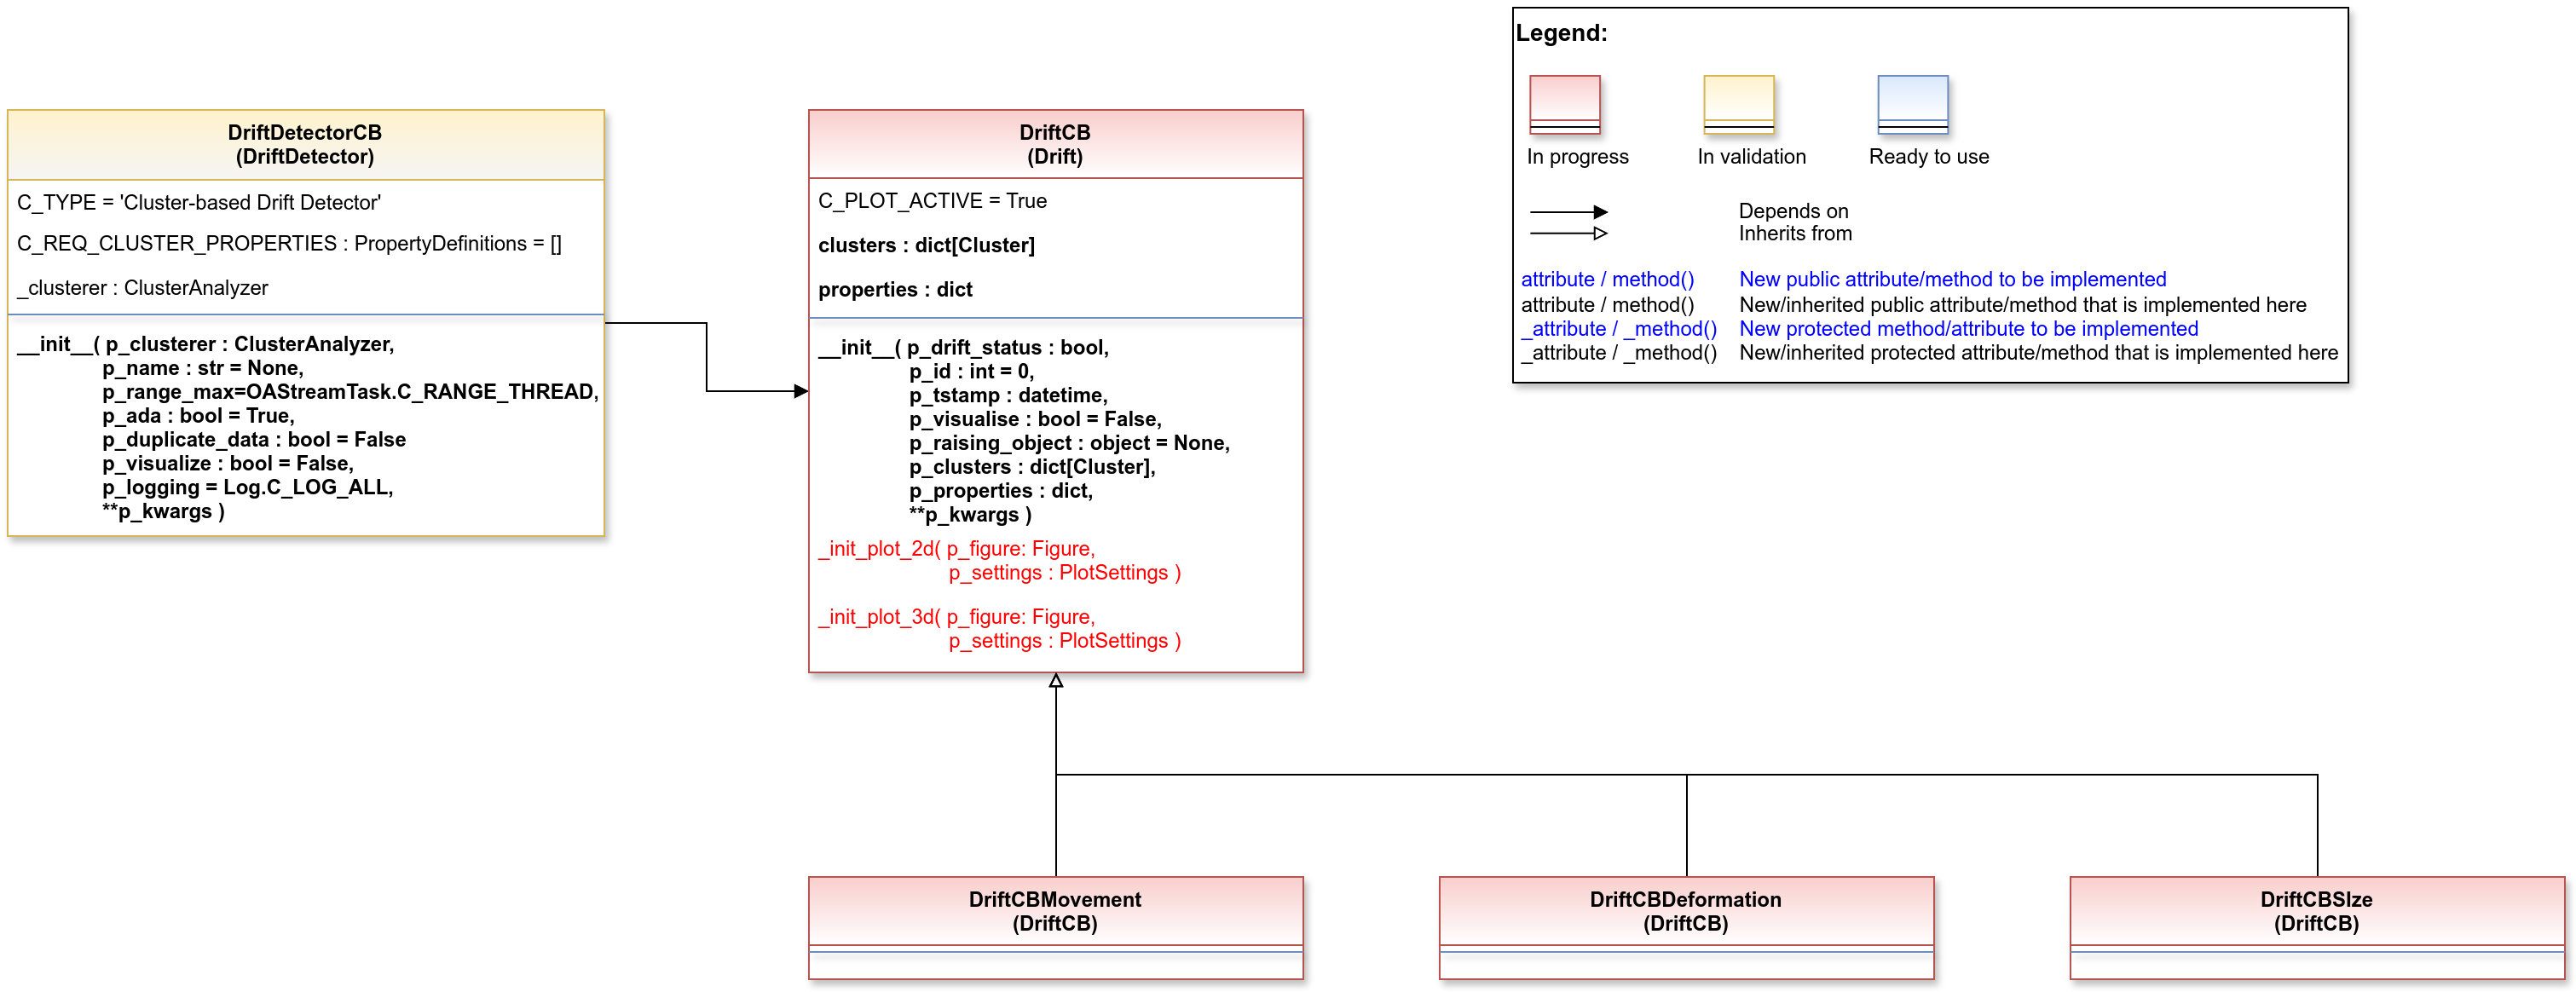 DriftDetectorCB
(DriftDetector)
C_TYPE = 'Cluster-based Drift Detector'
C_REQ_CLUSTER_PROPERTIES : PropertyDefinitions = []
_clusterer : ClusterAnalyzer
__init__( p_clusterer : ClusterAnalyzer,
p_name : str = None,
p_range_max=OAStreamTask.C_RANGE_THREAD,
p_ada : bool = True,
p_duplicate_data : bool = False
p_visualize : bool = False,
p_logging = Log.C_LOG_ALL,
**p_kwargs )
DriftCB
(Drift)
C_PLOT_ACTIVE = True
clusters : dict[Cluster]
properties : dict
__init__( p_drift_status : bool,
p_id : int = 0,
p_tstamp : datetime,
p_visualise : bool = False,
p_raising_object : object = None,
p_clusters : dict[Cluster],
p_properties : dict,
**p_kwargs )
_init_plot_2d( p_figure: Figure,
p_settings : PlotSettings )
_init_plot_3d( p_figure: Figure,
p_settings : PlotSettings )
Legend:
In progress
In validation
Ready to use
Depends on
Inherits from
attribute / method() New public attribute/method to be implemented
attribute / method() New/inherited public attribute/method that is implemented here
_attribute / _method() New protected method/attribute to be implemented
_attribute / _method() New/inherited protected attribute/method that is implemented here
DriftCBMovement
(DriftCB)
DriftCBDeformation
(DriftCB)
DriftCBSIze
(DriftCB)